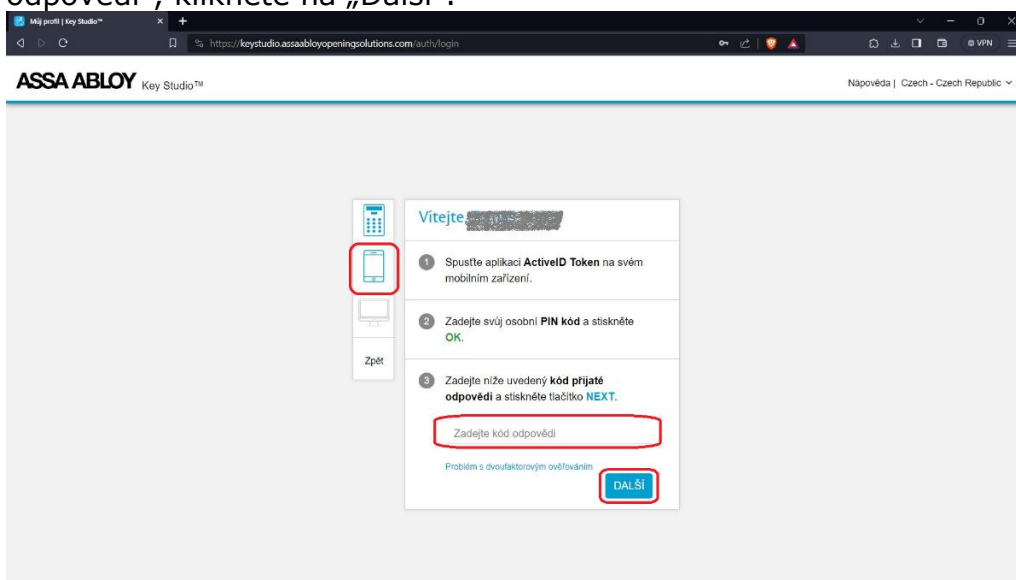 odpovědi", klikněte na „Další".
Můj profil | Key Studio™
https://keystudio.assaabloyopeningsolutions.com/auth/login
VPN
ASSA ABLOY Key Studio™
Nápověda | Czech - Czech Republic
Vítejte,
1 Spusťte aplikaci ActiveID Token na svém
mobilním zařízení.
2 Zadejte svůj osobní PIN kód a stiskněte
OK.
Zpět
3 Zadejte níže uvedený kód přijaté
odpovědi a stiskněte tlačítko NEXT.
Zadejte kód odpovědi
Problém s dvoufaktorovým ověřováním
DALŠÍ